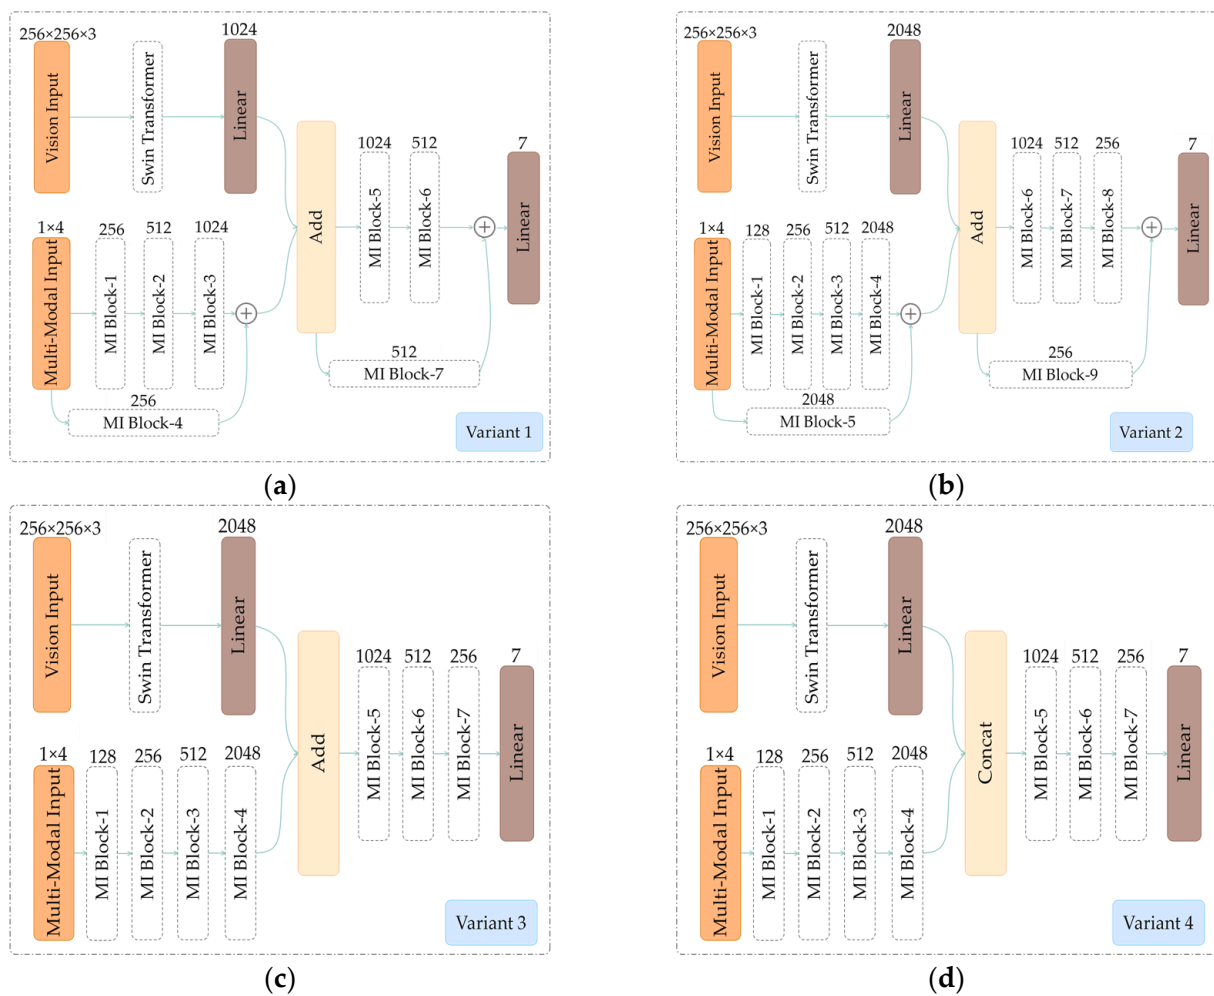 256×256×3
Vision Input
Swin Transformer
1024
Linear
1×4
Multi-Modal Input
256
MI Block-1
512
MI Block-2
1024
MI Block-3
+
256
MI Block-4
Add
1024
MI Block-5
512
MI Block-6
+
512
MI Block-7
7
Linear
Variant 1
(a)
256×256×3
Vision Input
Swin Transformer
2048
Linear
1×4
Multi-Modal Input
128
MI Block-1
256
MI Block-2
512
MI Block-3
2048
MI Block-4
+
2048
MI Block-5
Add
1024
MI Block-6
512
MI Block-7
256
MI Block-8
+
256
MI Block-9
7
Linear
Variant 2
(b)
256×256×3
Vision Input
Swin Transformer
2048
Linear
1×4
Multi-Modal Input
128
MI Block-1
256
MI Block-2
512
MI Block-3
2048
MI Block-4
Add
1024
MI Block-5
512
MI Block-6
256
MI Block-7
7
Linear
Variant 3
(c)
256×256×3
Vision Input
Swin Transformer
2048
Linear
1×4
Multi-Modal Input
128
MI Block-1
256
MI Block-2
512
MI Block-3
2048
MI Block-4
Concat
1024
MI Block-5
512
MI Block-6
256
MI Block-7
7
Linear
Variant 4
(d)